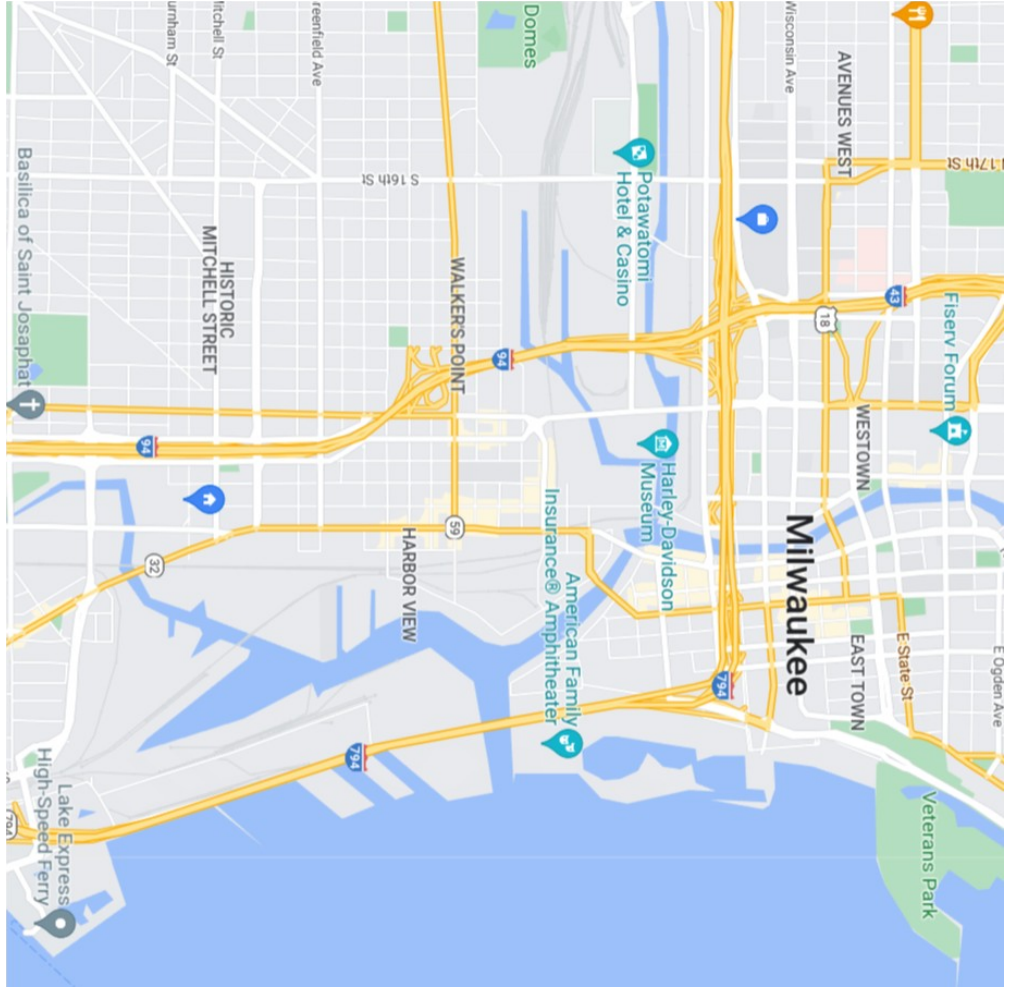 E Ogden Ave
N 17th St
Fiserv Forum
Veterans Park
E State St
43
AVENUES WEST
WESTOWN
EAST TOWN
18
Milwaukee
Wisconsin Ave
794
Potawatomi
Hotel & Casino
Harley-Davidson
Museum
American Family
Insurance® Amphitheater
Domes
94
WALKER'S POINT
59
HARBOR VIEW
S 16th St
794
reenfield Ave
HISTORIC
MITCHELL STREET
itchell St
urnham St
94
32
Lake Express
High-Speed Ferry
Basilica of Saint Josaphat
794